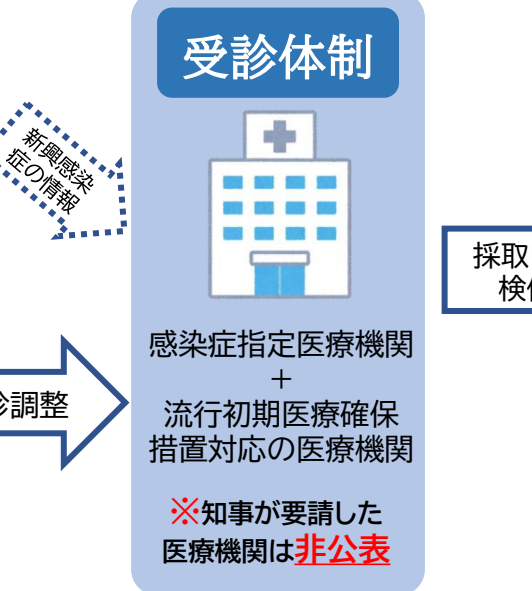 受診体制
新興感染
症の情報
診調整
感染症指定医療機関
+
流行初期医療確保
措置対応の医療機関
※知事が要請した
医療機関は非公表
採取
検